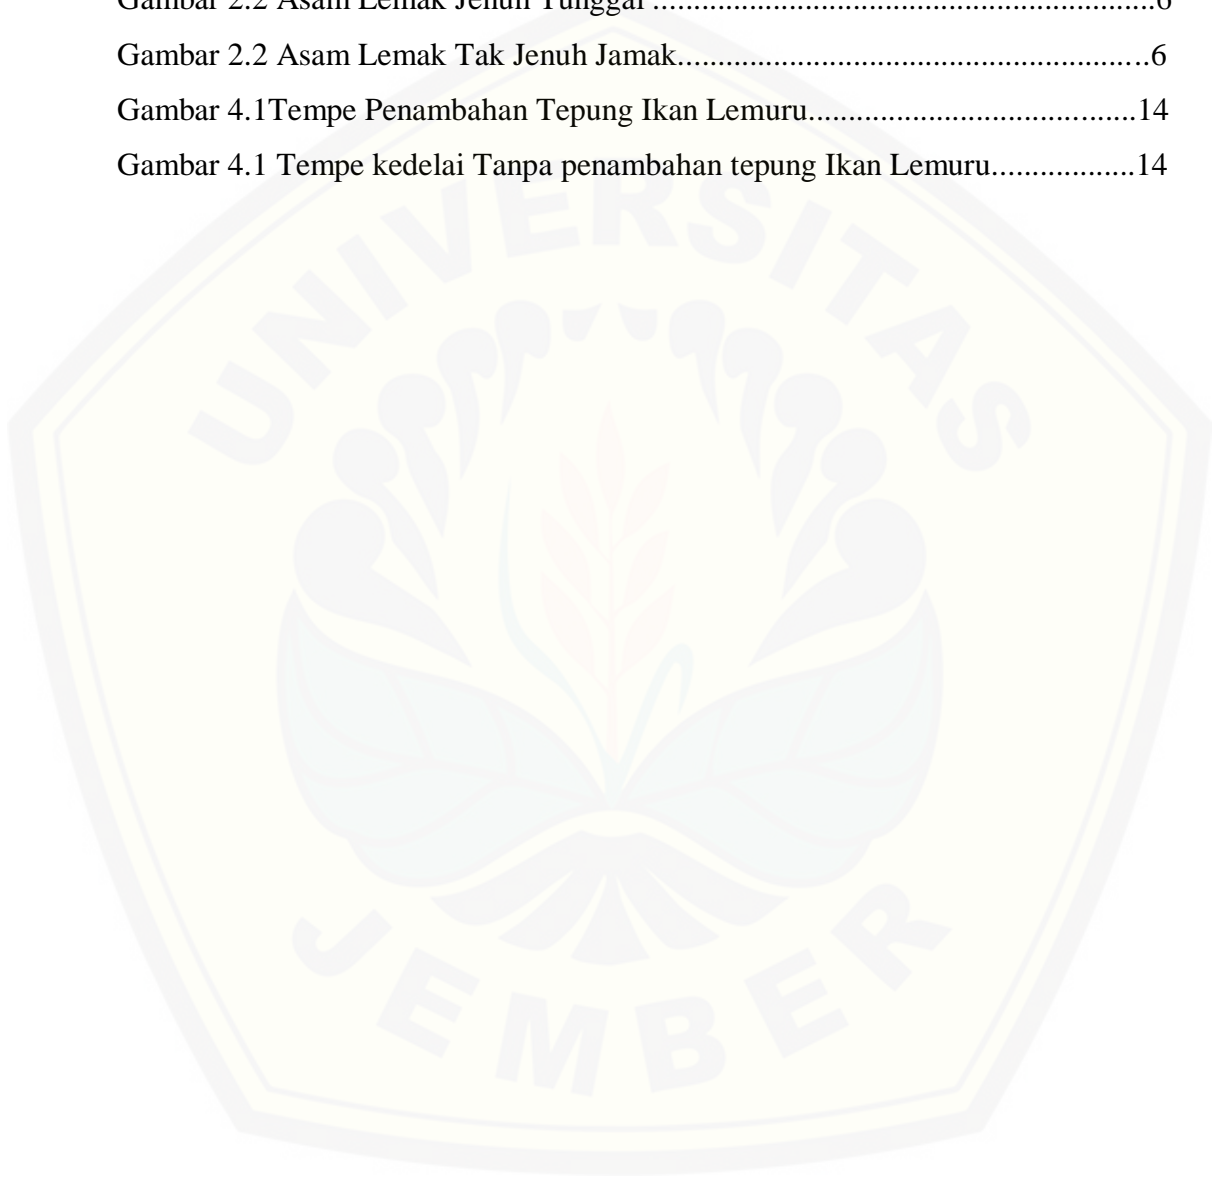 Gambar 2.2 Asam Lemak Jenuh Tunggal ..............................................................6
Gambar 2.2 Asam Lemak Tak Jenuh Jamak..........................................................6
Gambar 4.1Tempe Penambahan Tepung Ikan Lemuru........................................14
Gambar 4.1 Tempe kedelai Tanpa penambahan tepung Ikan Lemuru..................14
UNIVERSITAS
JEMBER